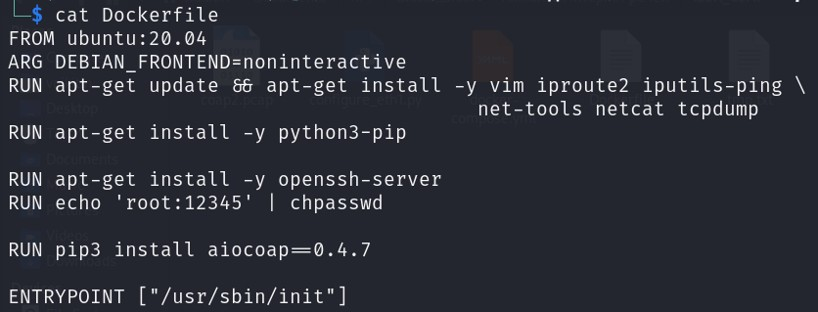 └─$ cat Dockerfile
FROM ubuntu:20.04
ARG DEBIAN_FRONTEND=noninteractive
RUN apt-get update && apt-get install -y vim iproute2 iputils-ping \
net-tools netcat tcpdump
RUN apt-get install -y python3-pip
RUN apt-get install -y openssh-server
RUN echo 'root:12345' | chpasswd
RUN pip3 install aiocoap==0.4.7
ENTRYPOINT ["/usr/sbin/init"]